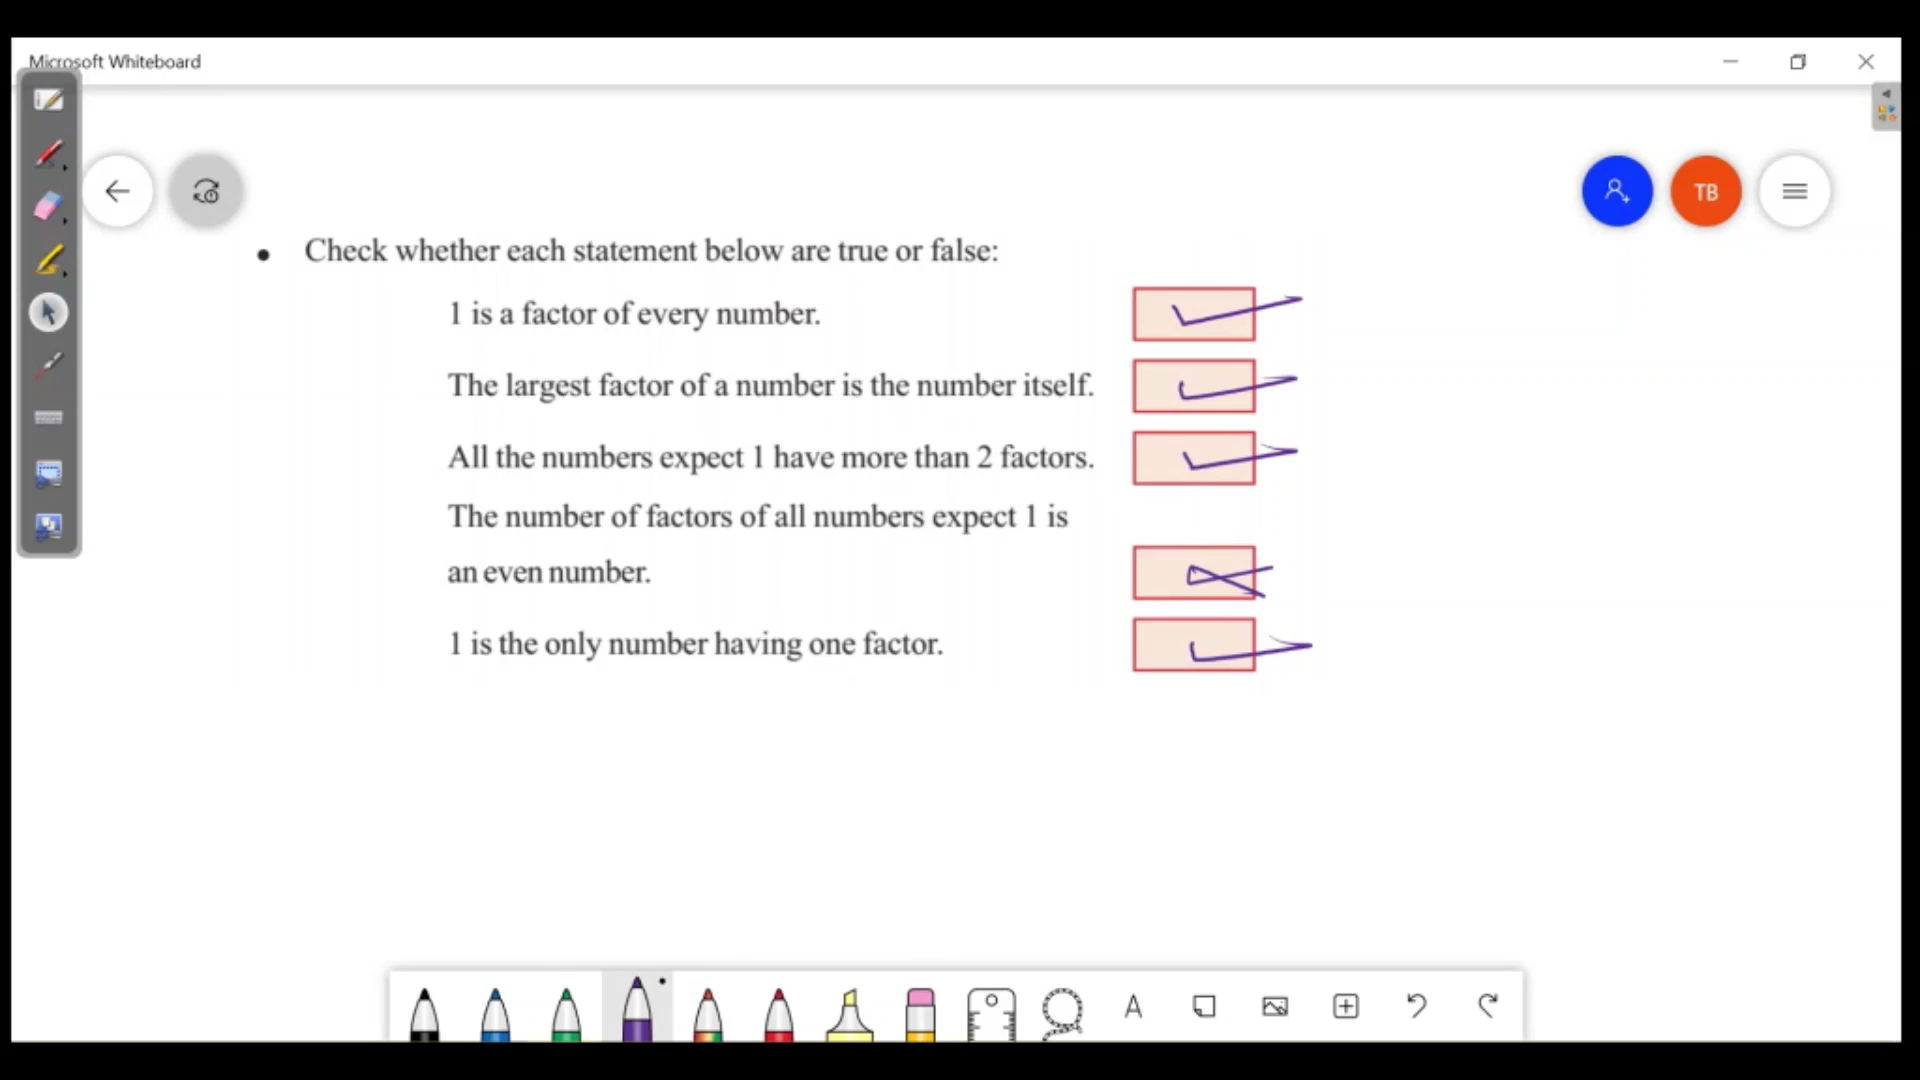 Microsoft Whiteboard
TB
• Check whether each statement below are true or false:
1 is a factor of every number.
The largest factor of a number is the number itself.
All the numbers expect 1 have more than 2 factors.
The number of factors of all numbers expect 1 is
an even number.
1 is the only number having one factor.
A